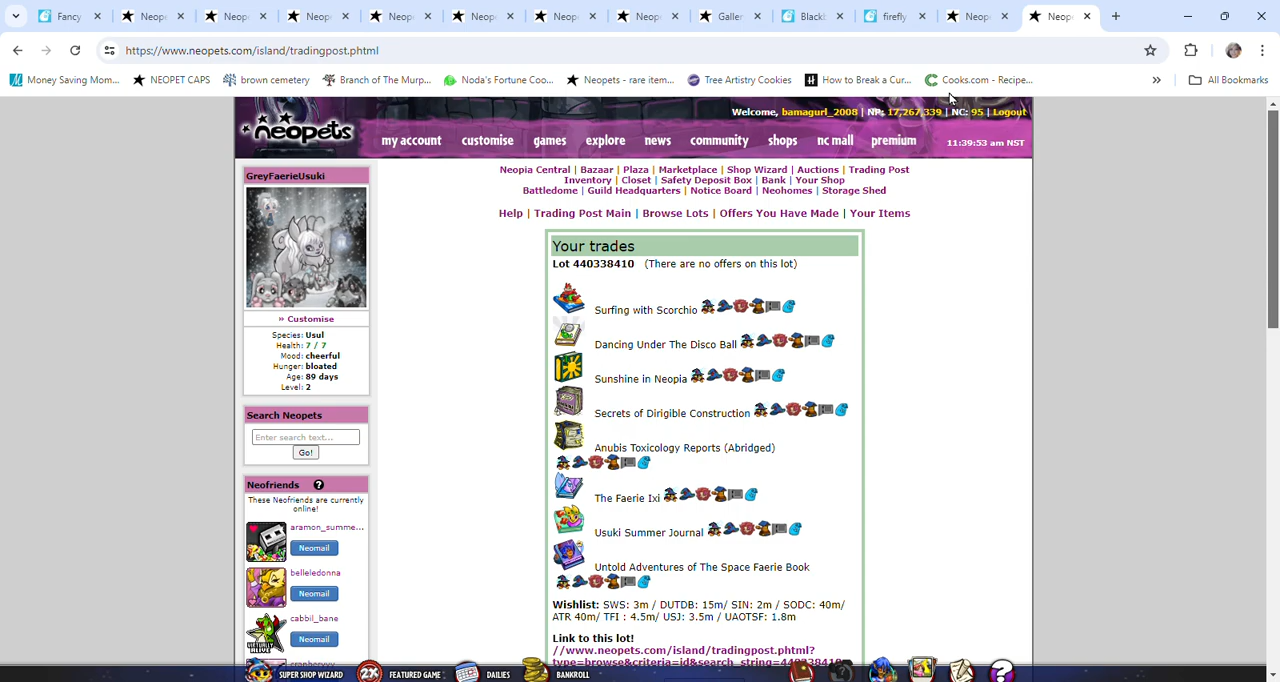 Fancy
Neop
Neop
Neopr
Neop
Neop
Neop
Neop
Galler
Blackl
firefly
Neop
Neop
https://www.neopets.com/island/tradingpost.phtml
Money Saving Mom...
NEOPET CAPS
brown cemetery
Branch of The Murp...
Noda's Fortune Coo...
Neopets - rare item...
Tree Artistry Cookies
How to Break a Cur...
Cooks.com - Recipe...
»
All Bookmarks
neopets
Welcome, bamagurl_2008 | NP: 17,267,339 | NC: 95 | Logout
my account customise games explore news community shops nc mall premium
11:39:53 am NST
GreyFaerieUsuki
» Customise
Species: Usul
Health: 7 / 7
Mood: cheerful
Hunger: bloated
Age: 89 days
Level: 2
Search Neopets
Enter search text...
Go!
Neofriends ?
These Neofriends are currently
online!
aramon_summe...
Neomail
belleledonna
Neomail
cabbil_bane
Neomail
Neopia Central | Bazaar | Plaza | Marketplace | Shop Wizard | Auctions | Trading Post
Inventory | Closet | Safety Deposit Box | Bank | Your Shop
Battledome | Guild Headquarters | Notice Board | Neohomes | Storage Shed
Help | Trading Post Main | Browse Lots | Offers You Have Made | Your Items
Your trades
Lot 440338410 (There are no offers on this lot)
Surfing with Scorchio
Dancing Under The Disco Ball
Sunshine in Neopia
Secrets of Dirigible Construction
Anubis Toxicology Reports (Abridged)
The Faerie Ixi
Usuki Summer Journal
Untold Adventures of The Space Faerie Book
Wishlist: SWS: 3m / DUTDB: 15m/ SIN: 2m / SODC: 40m/
ATR 40m/ TFI : 4.5m/ USJ: 3.5m / UAOTSF: 1.8m
Link to this lot!
//www.neopets.com/island/tradingpost.phtml?
type=browse&criteria=id&search_string=440338410
SUPER SHOP WIZARD
2X
FEATURED GAME
DAILIES
BANKROLL
?
?